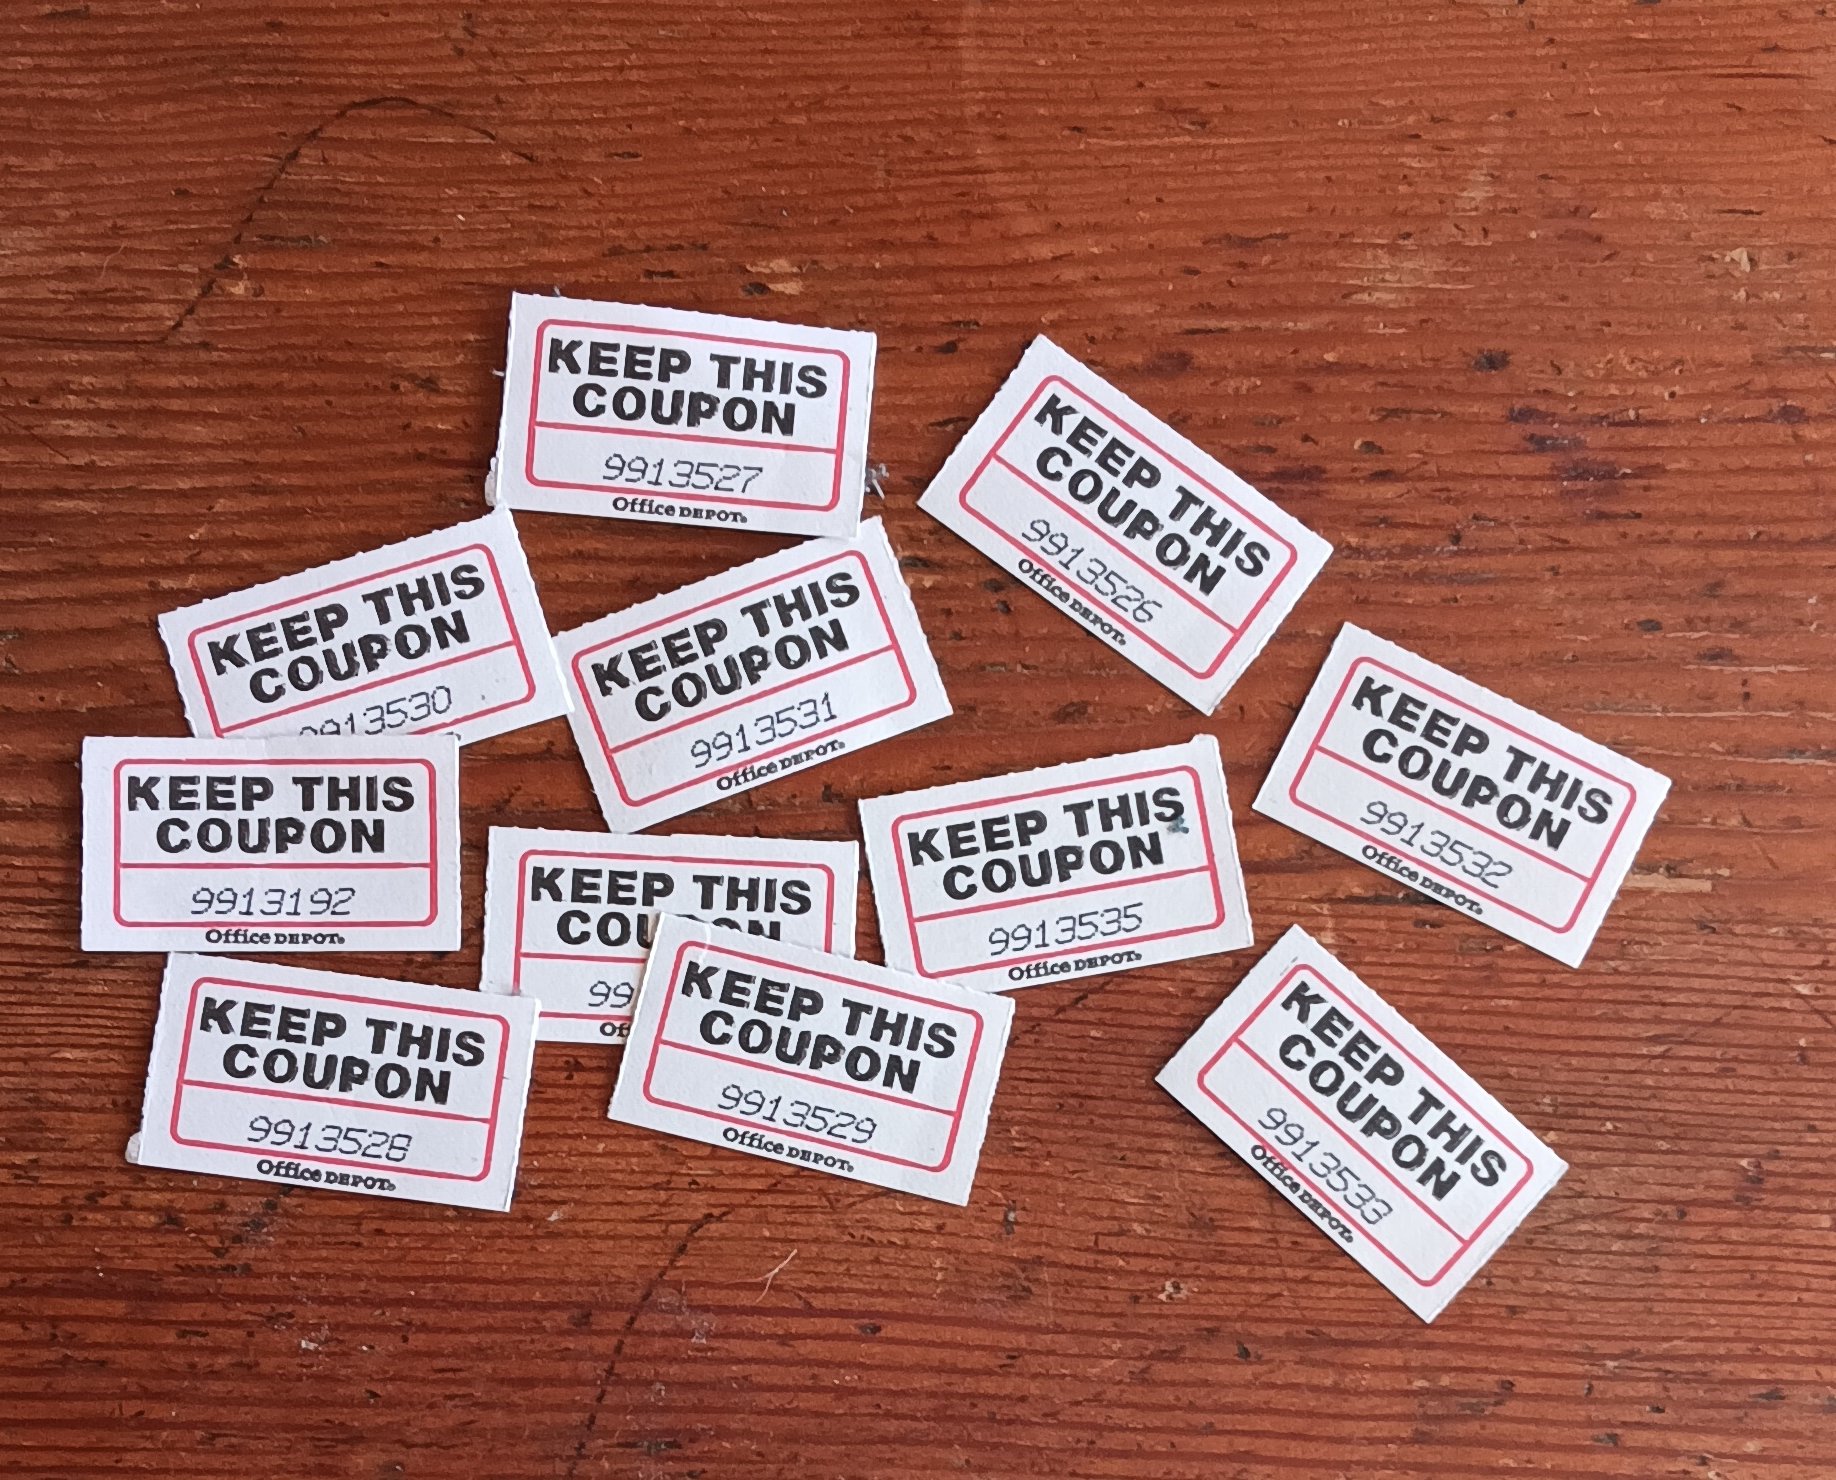 KEEP THIS
COUPON
9913527
Office DEPOT
KEEP THIS
COUPON
9913526
Office DEPOT
KEEP THIS
COUPON
9913530
KEEP THIS
COUPON
9913531
Office DEPOT
KEEP THIS
COUPON
9913532
Office DEPOT
KEEP THIS
COUPON
9913192
Office DEPOT
KEEP THIS
COUPON
9913535
Office DEPOT
KEEP THIS
KEEP THIS
COUPON
9913528
Office DEPOT
KEEP THIS
COUPON
9913529
Office DEPOT
KEEP THIS
COUPON
9913533
Office DEPOT